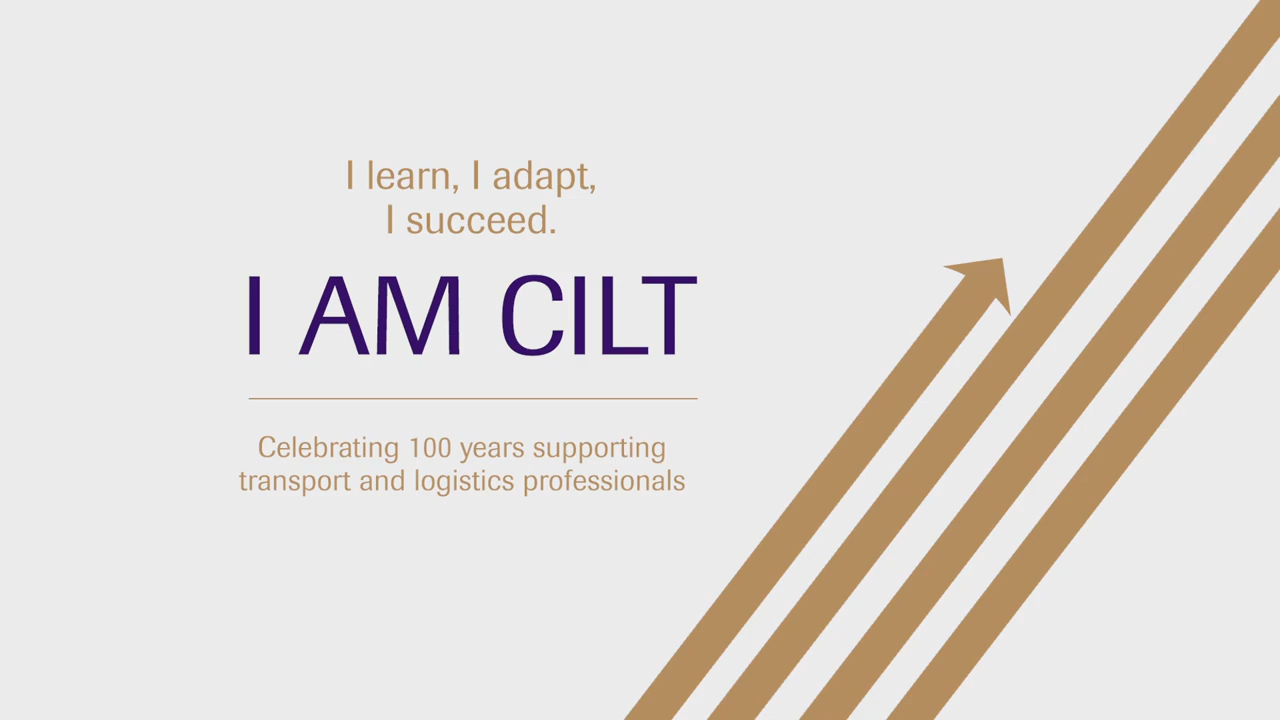 I learn, I adapt,
I succeed.
I AM CILT
Celebrating 100 years supporting
transport and logistics professionals